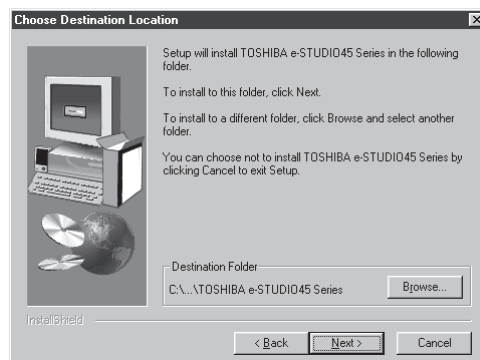 Choose Destination Location
Setup will install TOSHIBA e-STUDIO45 Series in the following
folder.
To install to this folder, click Next.
To install to a different folder, click Browse and select another
folder.
You can choose not to install TOSHIBA e-STUDIO45 Series by
clicking Cancel to exit Setup.
Destination Folder
C:\...\TOSHIBA e-STUDIO45 Series
Browse...
InstallShield
< Back
Next >
Cancel